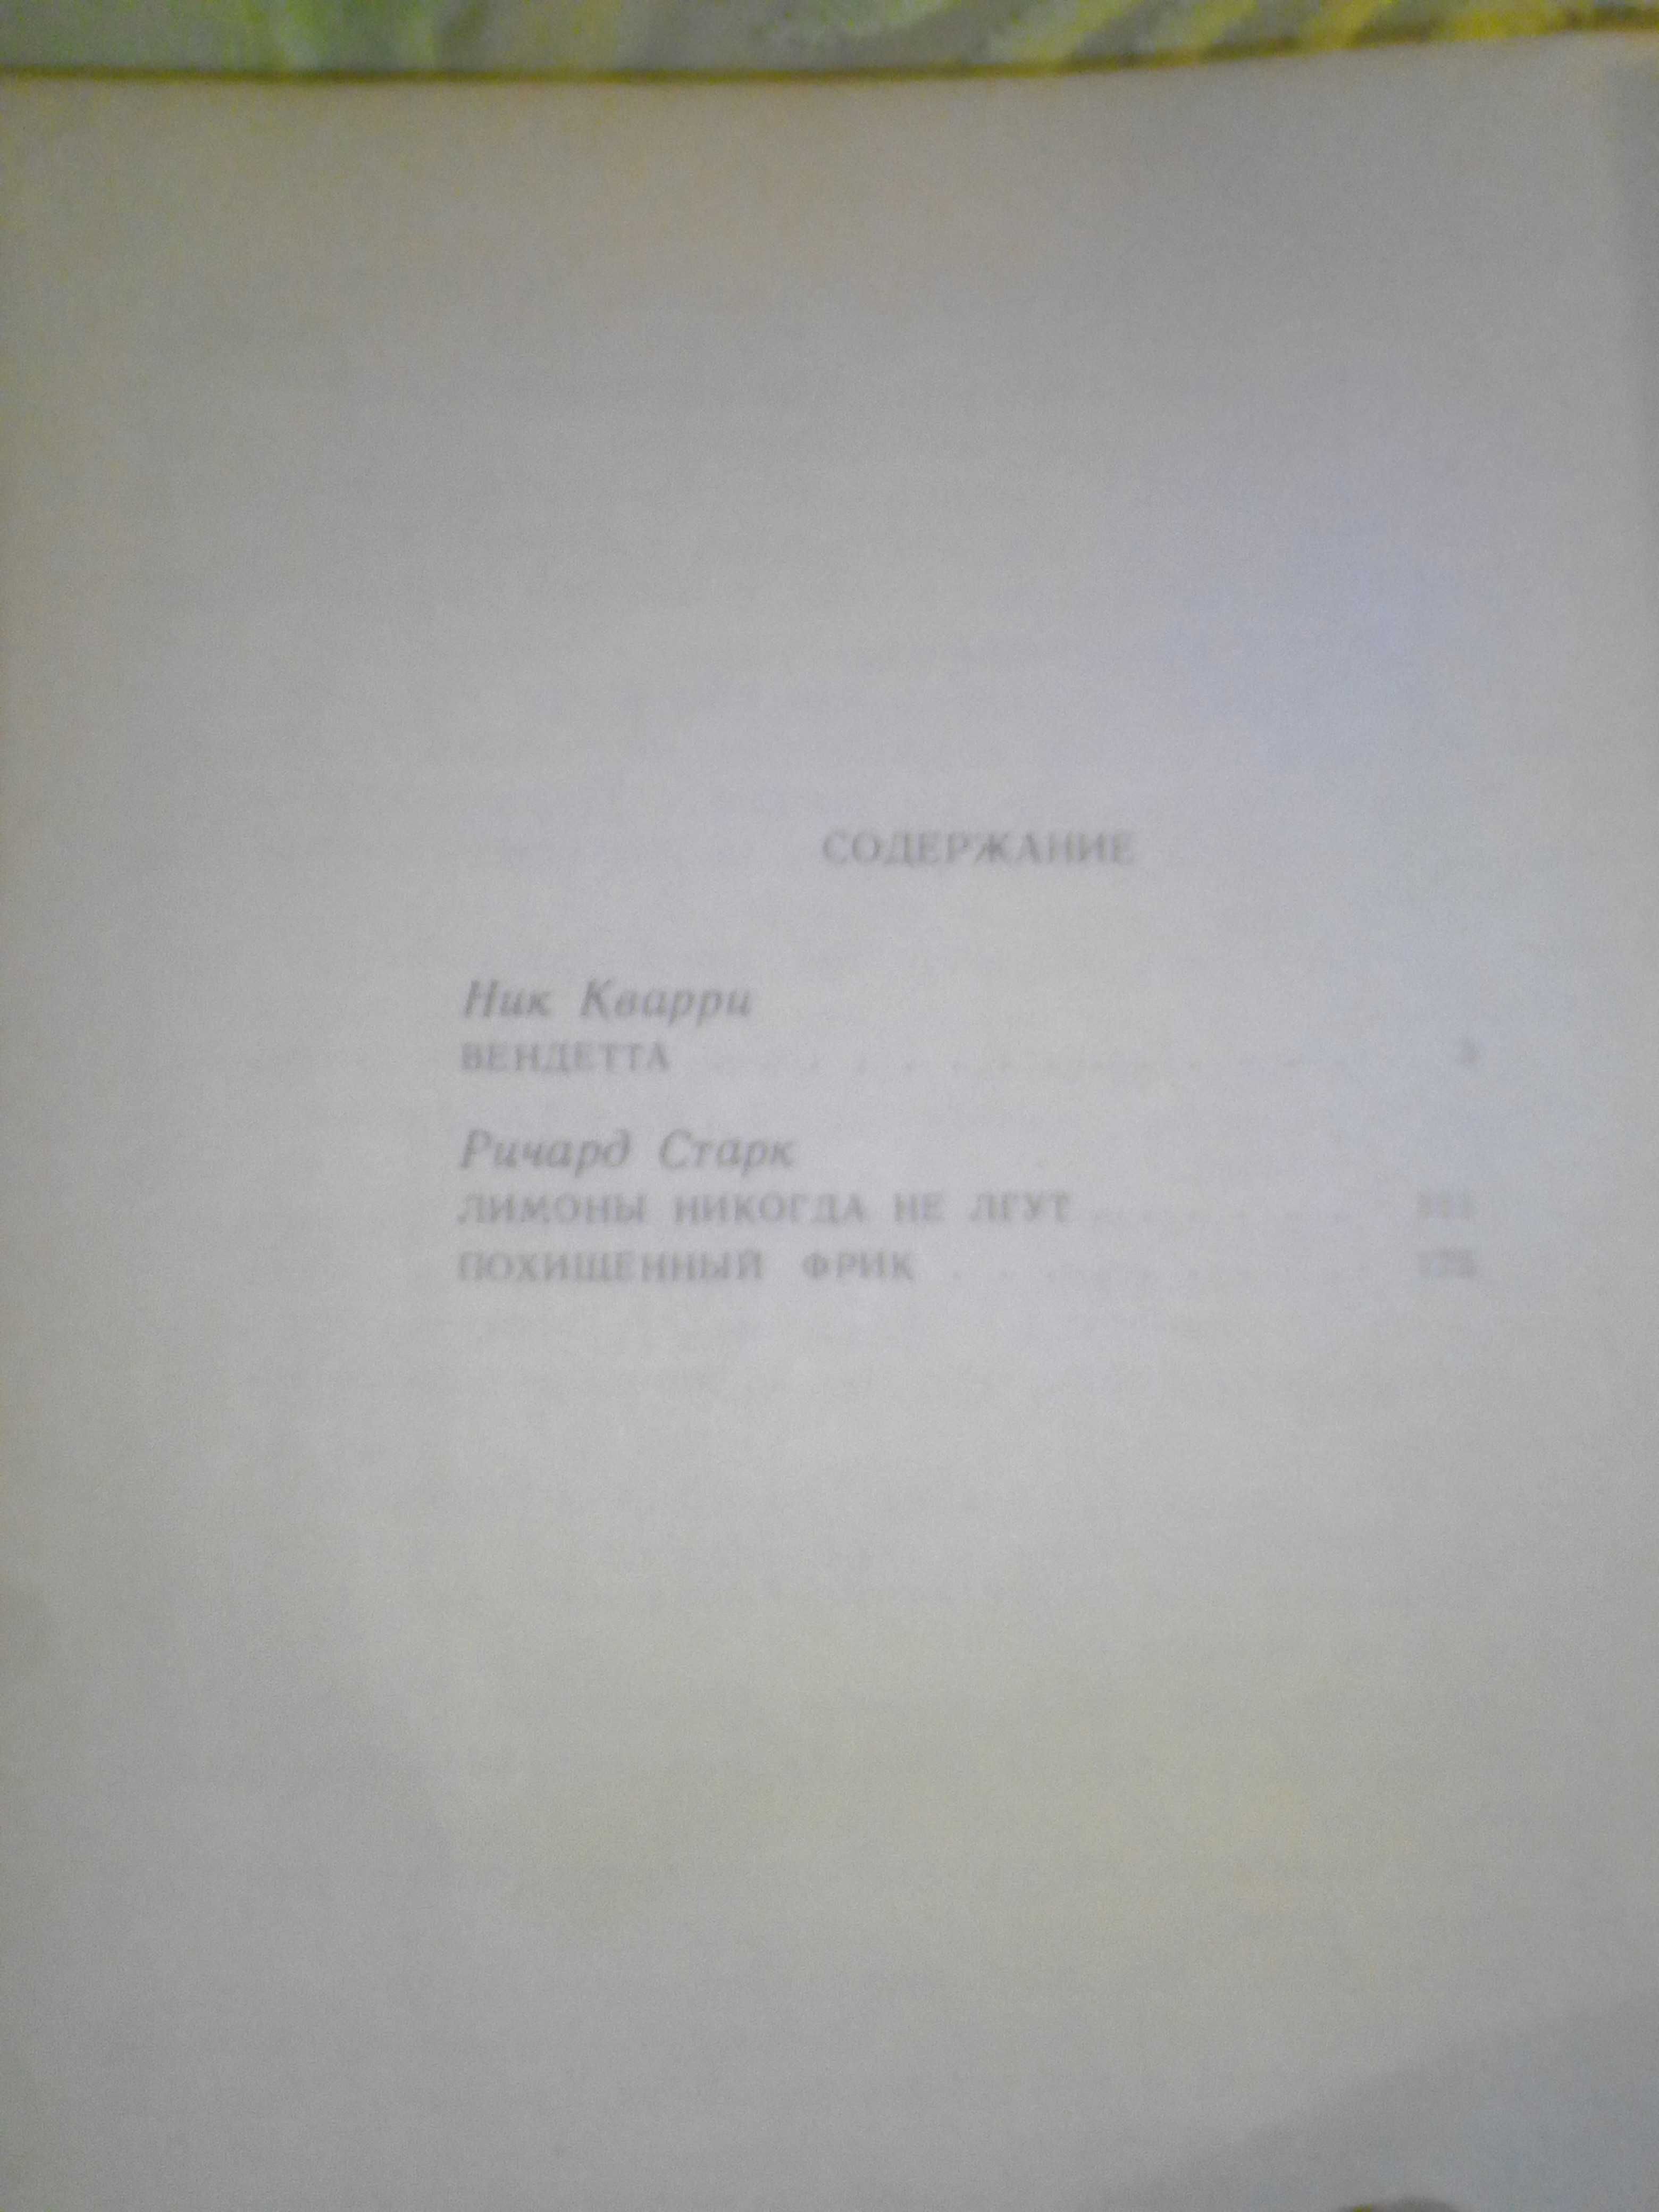 СОДЕРЖАНИЕ
Ник Кварри
ВЕНДЕТТА
Ричард Старк
ЛИМОНЫ НИКОГДА НЕ ЛГУТ
ПОХИЩЕННЫЙ ФРИК